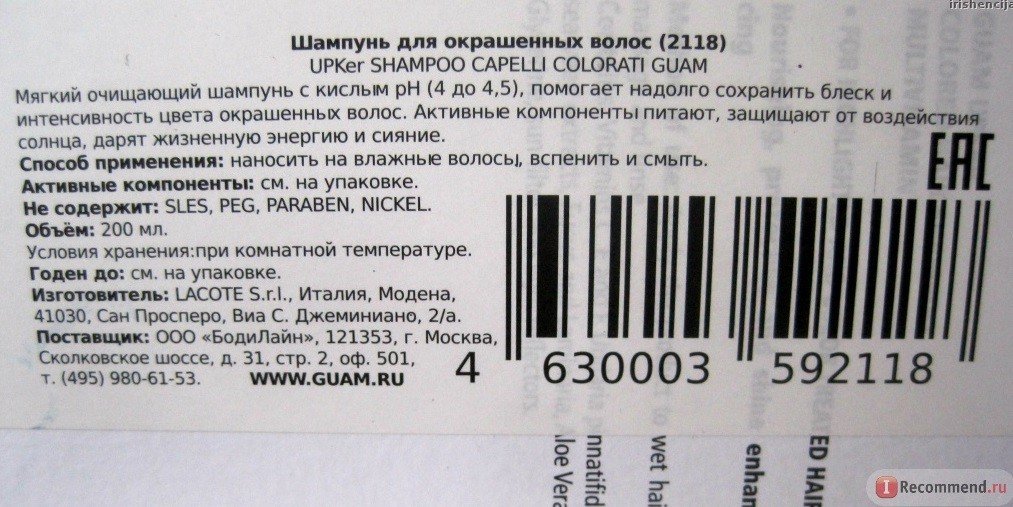 irishencija
Шампунь для окрашенных волос (2118)
UPKer SHAMPOO CAPELLI COLORATI GUAM
Мягкий очищающий шампунь с кислым pH (4 до 4,5), помогает надолго сохранить блеск и
интенсивность цвета окрашенных волос. Активные компоненты питают, защищают от воздействия
солнца, дарят жизненную энергию и сияние.
Способ применения: наносить на влажные волосы, вспенить и смыть.
Активные компоненты: см. на упаковке.
Не содержит: SLES, PEG, PARABEN, NICKEL.
Объём: 200 мл.
Условия хранения:при комнатной температуре.
Годен до: см. на упаковке.
Изготовитель: LACOTE S.r.l., Италия, Модена,
41030, Сан Просперо, Виа С. Джеминиано, 2/а.
Поставщик: ООО «БодиЛайн», 121353, г. Москва,
Сколковское шоссе, д. 31, стр. 2, оф. 501,
т. (495) 980-61-53. WWW.GUAM.RU
EAC
4 630003 592118
Aloe Vera
nnatifid
wet hai
enhan
ED HAIR
I Recommend.ru